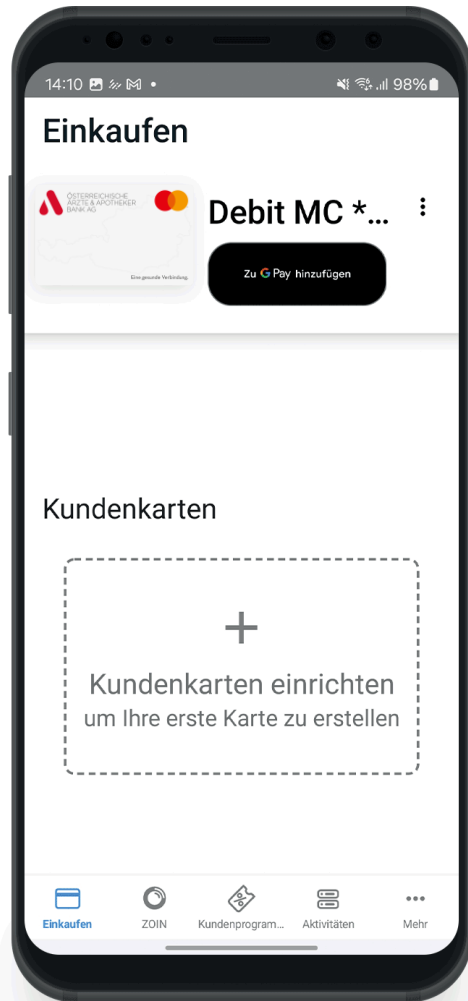 14:10
98%
Einkaufen
ÖSTERREICHISCHE
ÄRZTE & APOTHEKER
BANK AG
Eine gesunde Verbindung.
Debit MC *...
Zu G Pay hinzufügen
Kundenkarten
+
Kundenkarten einrichten
um Ihre erste Karte zu erstellen
Einkaufen
ZOIN
Kundenprogram...
Aktivitäten
Mehr